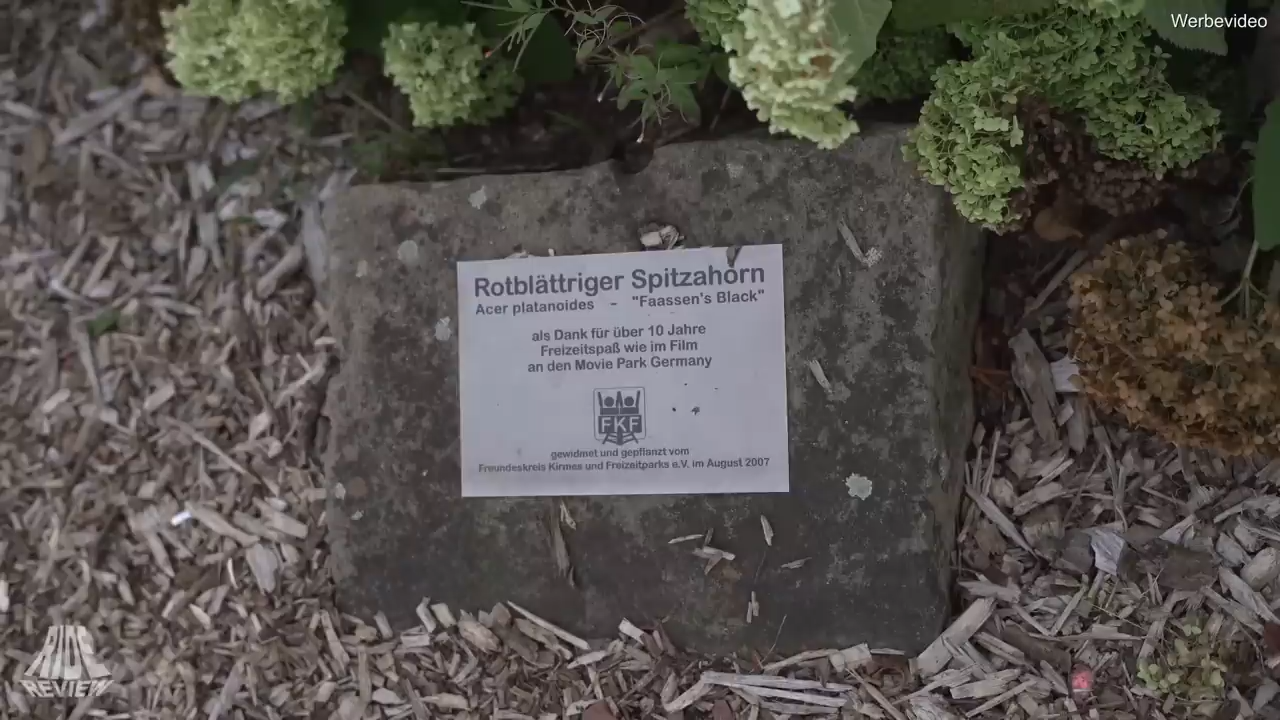 Werbevideo
Rotblättriger Spitzahorn
Acer platanoides - "Faassen's Black"
als Dank für über 10 Jahre
Freizeitspaß wie im Film
an den Movie Park Germany
FKF
gewidmet und gepflanzt vom
Freundeskreis Kirmes und Freizeitparks e.V. im August 2007
RIDE
REVIEW